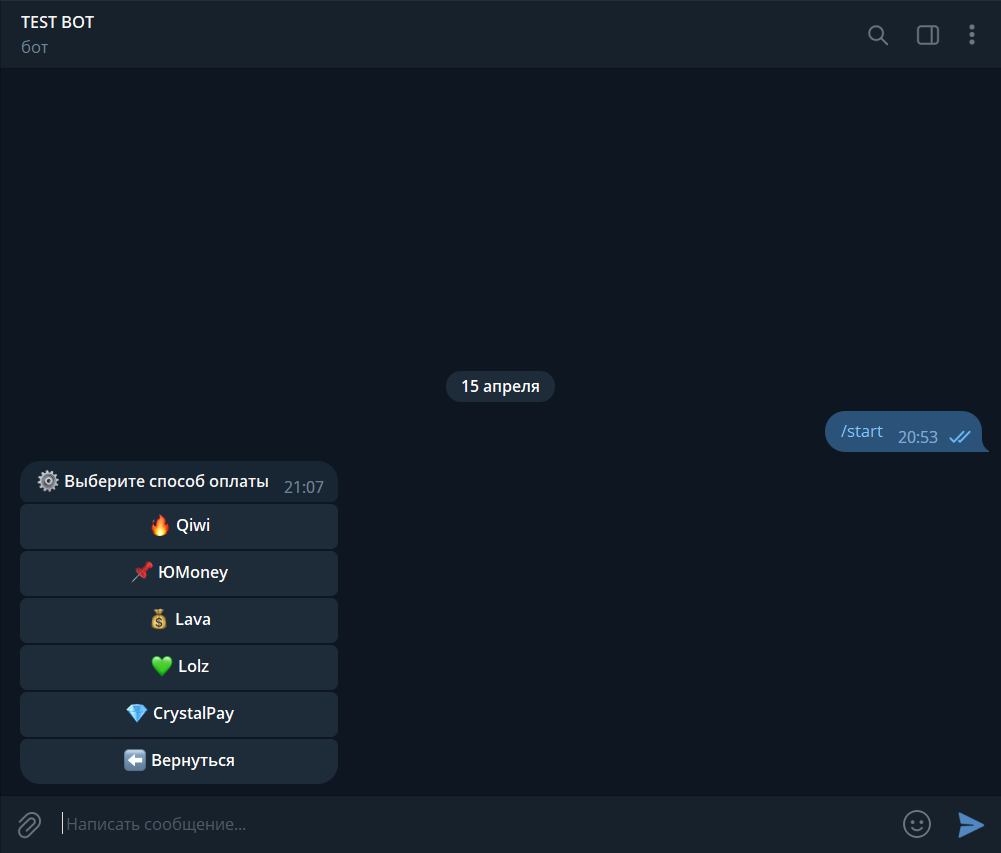 TEST BOT
бот
15 апреля
/start 20:53
⚙️ Выберите способ оплаты 21:07
🔥 Qiwi
📌 ЮMoney
💰 Lava
💚 Lolz
💎 CrystalPay
⬅️ Вернуться
Написать сообщение...